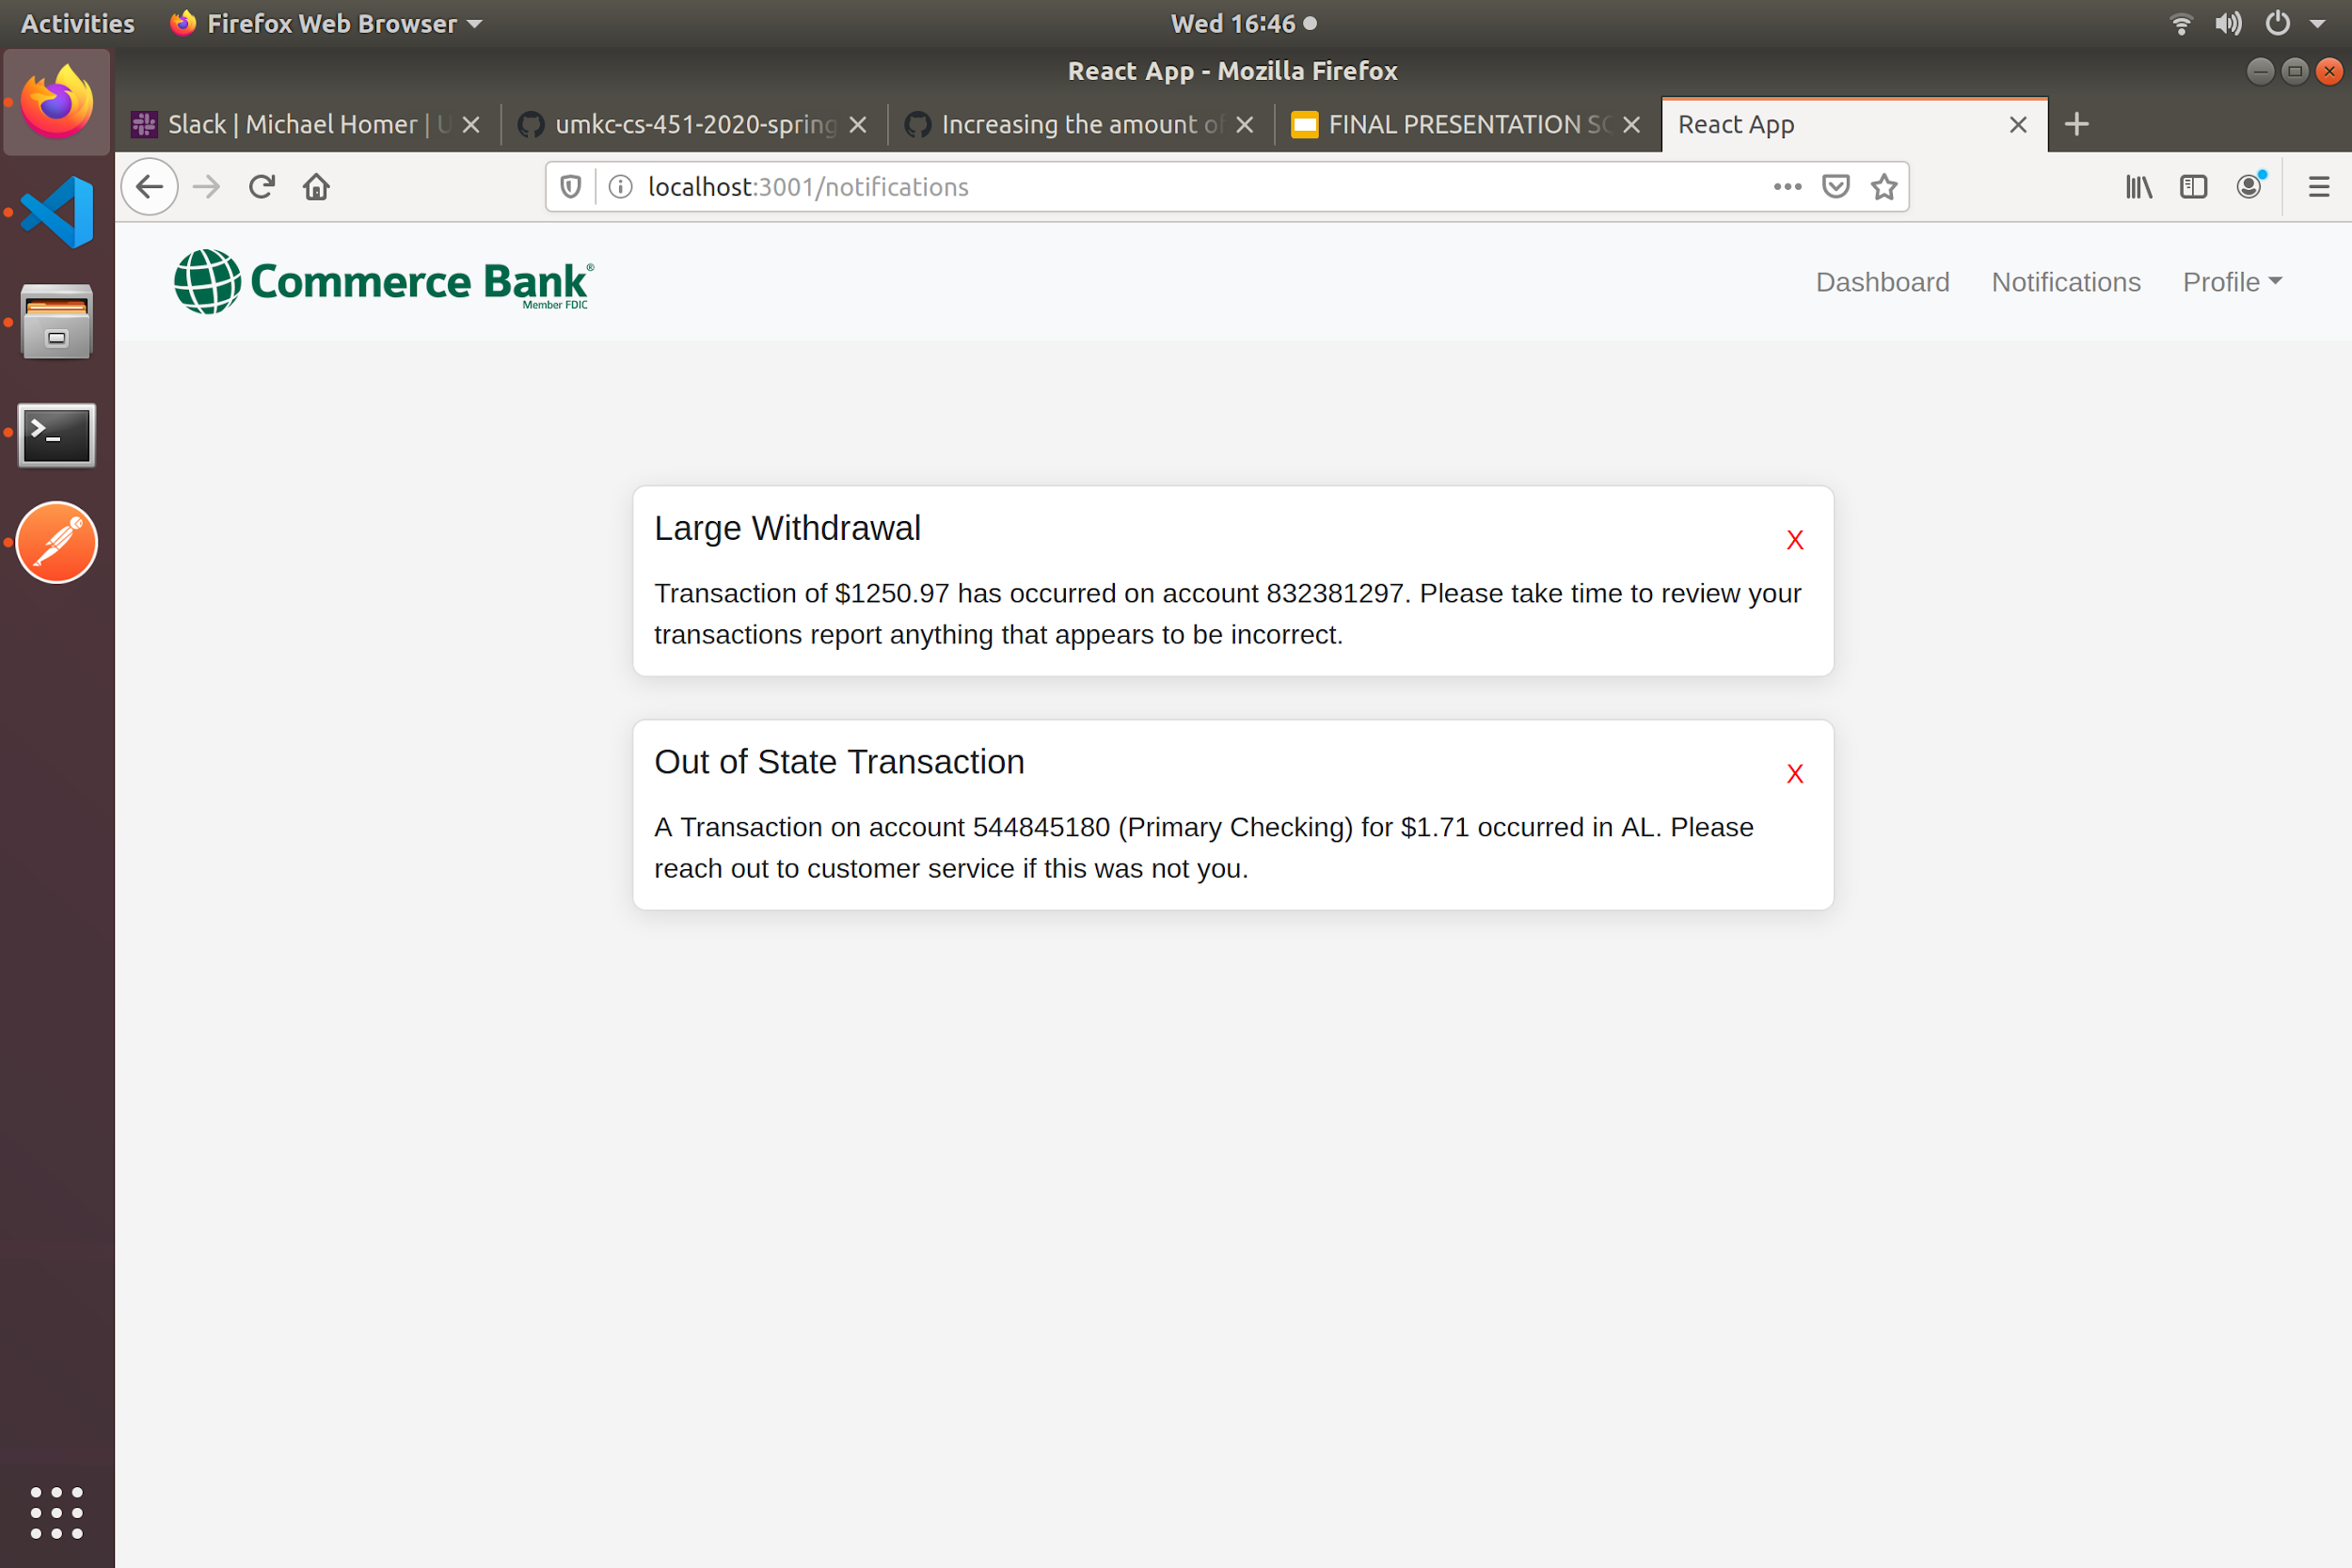 Activities Firefox Web Browser Wed 16:46
React App - Mozilla Firefox
Slack | Michael Homer | U umkc-cs-451-2020-spring Increasing the amount of FINAL PRESENTATION SC React App
localhost:3001/notifications
Commerce Bank®
Member FDIC
Dashboard Notifications Profile
Large Withdrawal
X
Transaction of $1250.97 has occurred on account 832381297. Please take time to review your
transactions report anything that appears to be incorrect.
Out of State Transaction
X
A Transaction on account 544845180 (Primary Checking) for $1.71 occurred in AL. Please
reach out to customer service if this was not you.